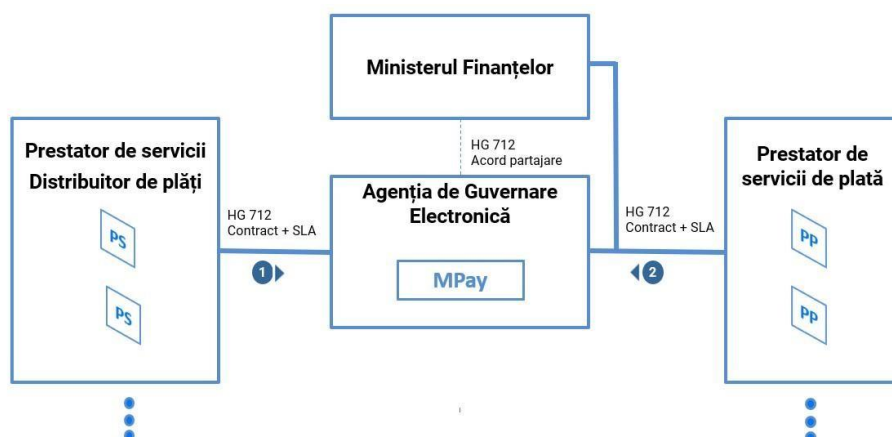 Ministerul Finanțelor
Prestator de servicii
Distribuitor de plăți
PS
PS
HG 712
Contract + SLA
1
HG 712
Acord partajare
Agenția de Guvernare
Electronică
MPay
HG 712
Contract + SLA
2
Prestator de
servicii de plată
PP
PP